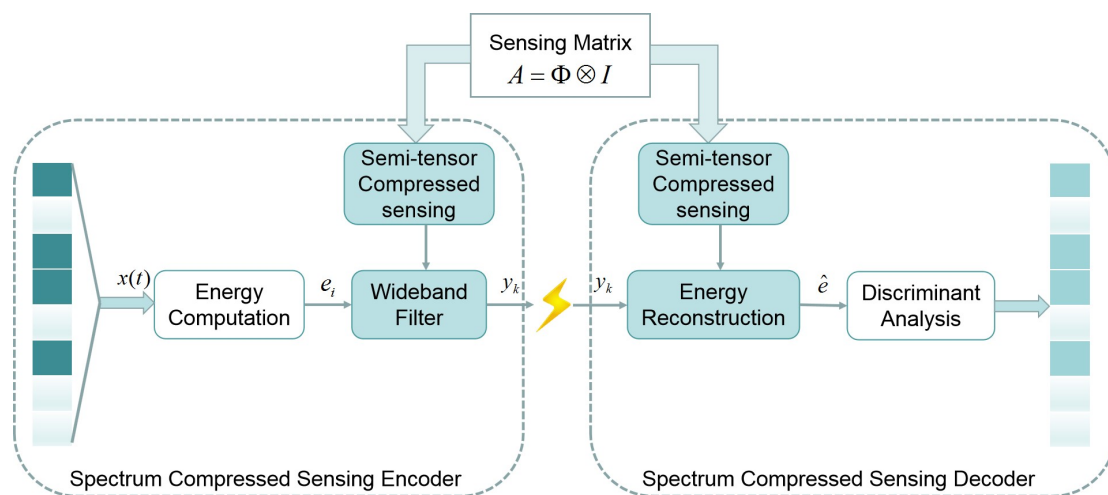 Sensing Matrix
A = Φ ⊗ I
Semi-tensor
Compressed
sensing
Semi-tensor
Compressed
sensing
x(t)
Energy
Computation
e_i
Wideband
Filter
y_k
y_k
Energy
Reconstruction
ê
Discriminant
Analysis
Spectrum Compressed Sensing Encoder
Spectrum Compressed Sensing Decoder